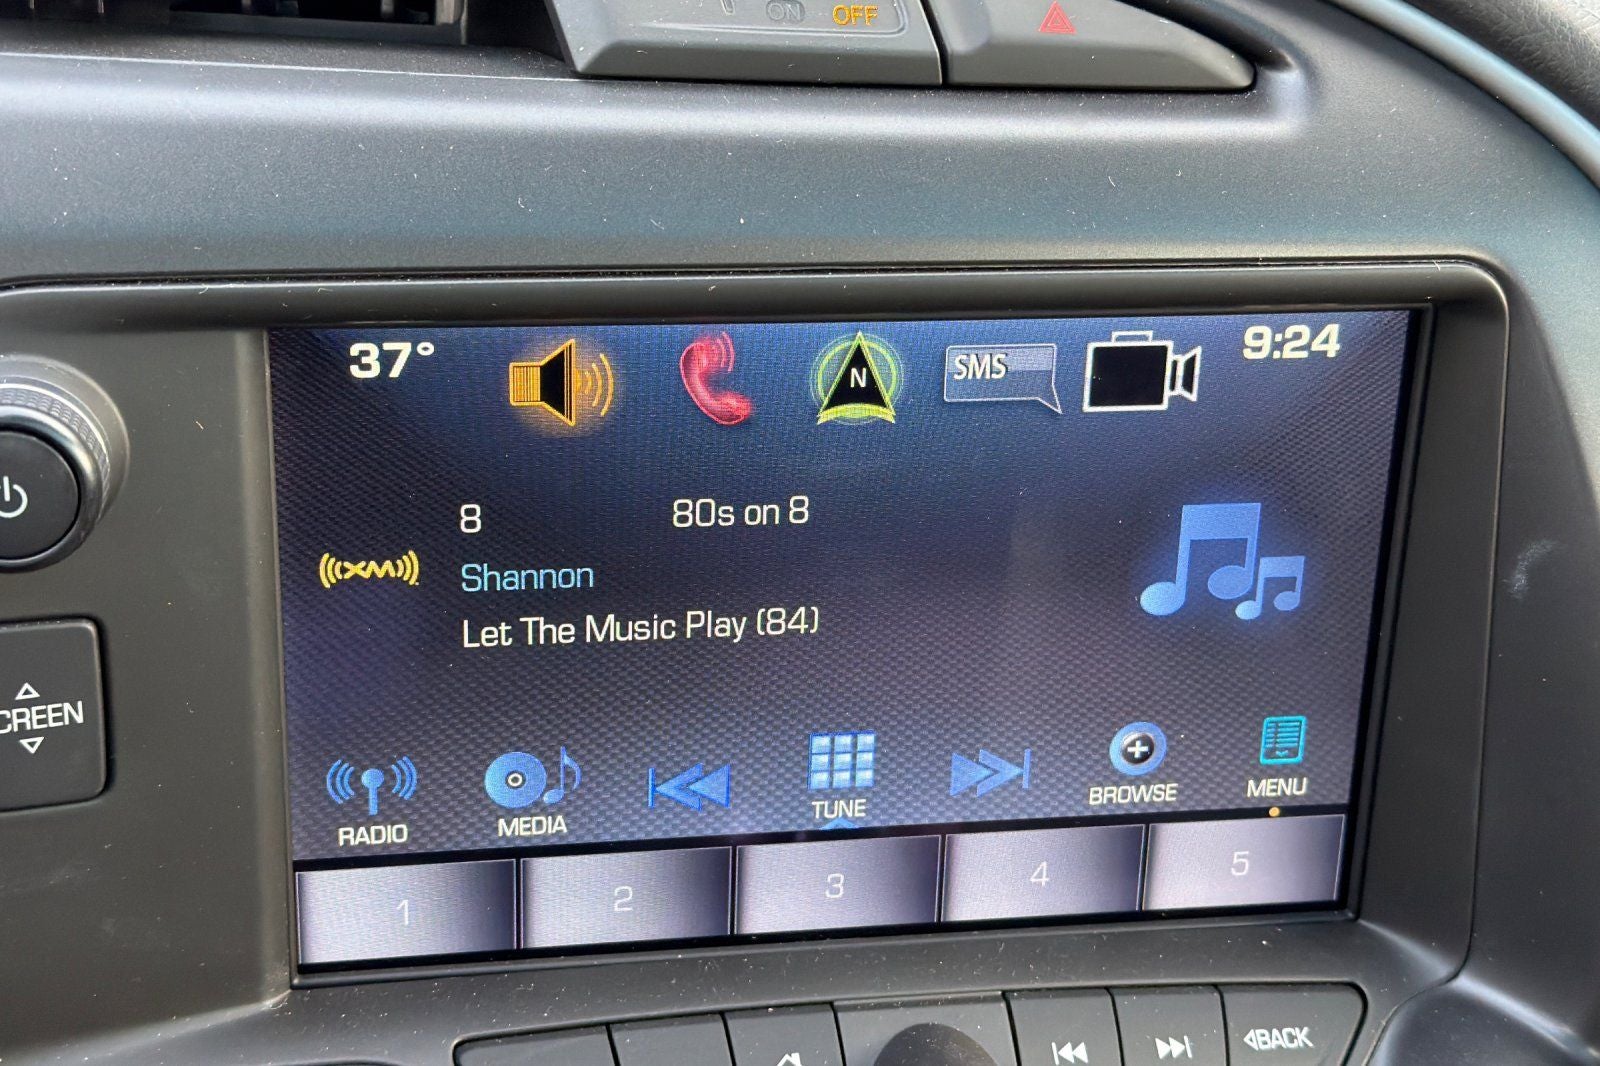 ON OFF
37° 9:24
N
SMS
8 80s on 8
XM
Shannon
Let The Music Play (84)
RADIO MEDIA TUNE BROWSE MENU
1 2 3 4 5
CREEN
BACK